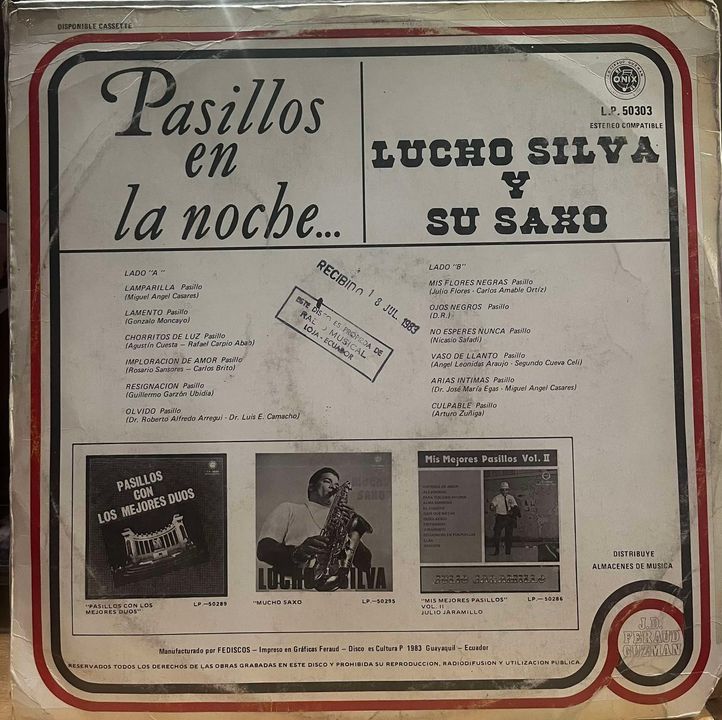 DISPONIBLE CASSETTE
Pasillos
en
la noche...
ONIX
L.P. 50303
ESTEREO COMPATIBLE
LUCHO SILVA
Y
SU SAXO
LADO "A"
LAMPARILLA Pasillo
(Miguel Angel Casares)
LAMENTO Pasillo
(Gonzalo Moncayo)
CHORRITOS DE LUZ Pasillo
(Agustín Cuesta - Rafael Carpio Abad)
IMPLORACION DE AMOR Pasillo
(Rosario Sansores - Carlos Brito)
RESIGNACION Pasillo
(Guillermo Garzón Ubidia)
OLVIDO Pasillo
(Dr. Roberto Alfredo Arregui - Dr. Luis E. Camacho)
RECIBIDO 18 JUL 1983
ESTE DISCO ES PROPIEDAD DE
RADIO MUSICAL
LOJA - ECUADOR
LADO "B"
MIS FLORES NEGRAS Pasillo
(Julio Flores - Carlos Amable Ortíz)
OJOS NEGROS Pasillo
(D.R.)
NO ESPERES NUNCA Pasillo
(Nicasio Saladi)
VASO DE LLANTO Pasillo
(Angel Leonidas Araujo - Segundo Cueva Celi)
ARIAS INTIMAS Pasillo
(Dr. José María Egas - Miguel Angel Casares)
CULPABLE Pasillo
(Arturo Zuñiga)
PASILLOS
CON
LOS MEJORES DUOS
"PASILLOS CON LOS
MEJORES DUOS"
LP.-50289
MUCHO
SAXO
LUCHO SILVA
"MUCHO SAXO
LP.-50295
Mis Mejores Pasillos Vol. II
JULIO JARAMILLO
"MIS MEJORES PASILLOS"
VOL. II
JULIO JARAMILLO
LP.-50286
DISTRIBUYE
ALMACENES DE MUSICA
J.D.
FERAUD
GUZMAN
Manufacturado por FEDISCOS - Impreso en Gráficas Feraud - Disco es Cultura P 1983 Guayaquil - Ecuador
RESERVADOS TODOS LOS DERECHOS DE LAS OBRAS GRABADAS EN ESTE DISCO Y PROHIBIDA SU REPRODUCCION, RADIODIFUSION Y UTILIZACION PUBLICA.